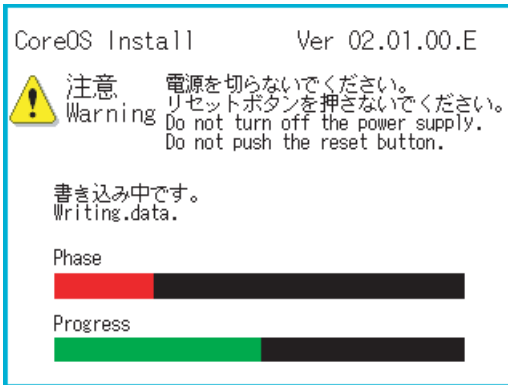 CoreOS Install Ver 02.01.00.E
注意 電源を切らないでください。
リセットボタンを押さないでください。
Warning Do not turn off the power supply.
Do not push the reset button.
書き込み中です。
Writing.data.
Phase
Progress